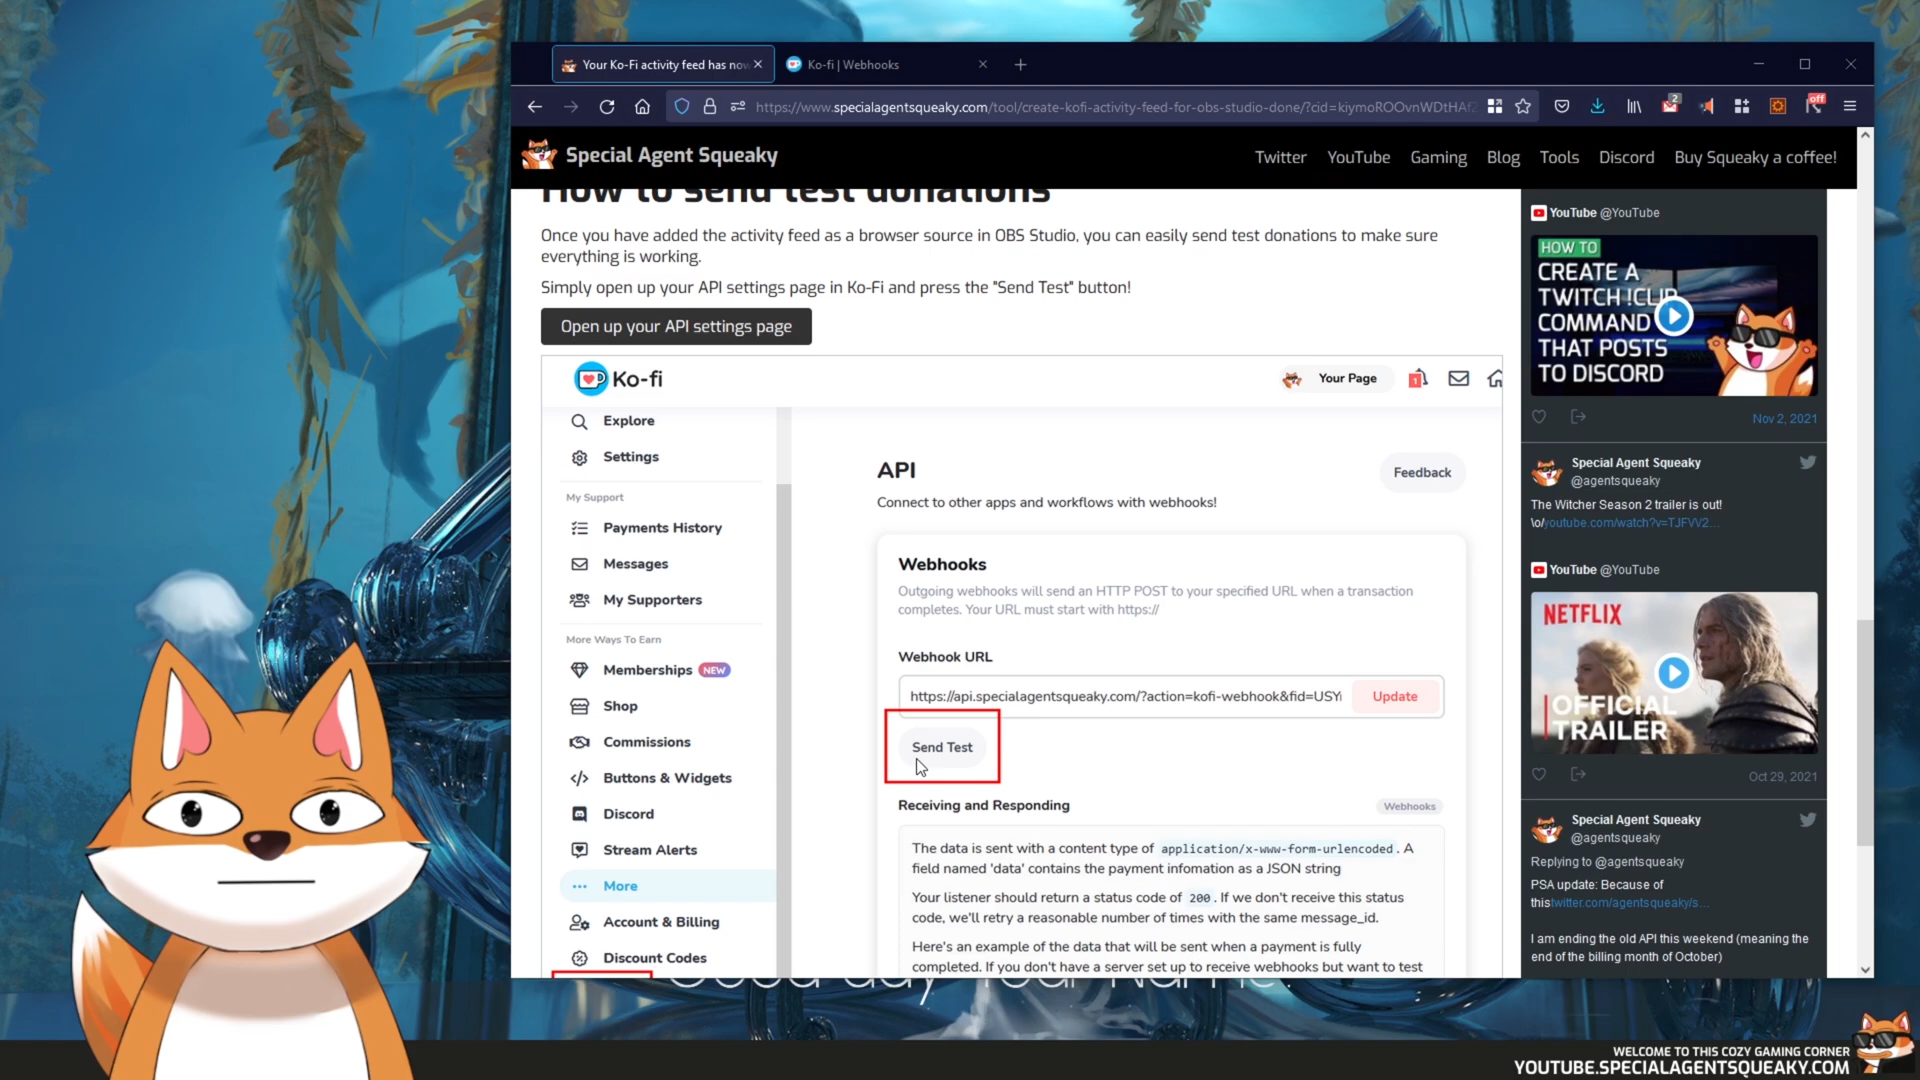 Your Ko-Fi activity feed has now
Ko-fi | Webhooks
https://www.specialagentsqueaky.com/tool/create-kofi-activity-feed-for-obs-studio-done/?cid=kiymoROOvnWDtHAf
2
off
Special Agent Squeaky
Twitter
YouTube
Gaming
Blog
Tools
Discord
Buy Squeaky a coffee!
How to send test donations
Once you have added the activity feed as a browser source in OBS Studio, you can easily send test donations to make sure
everything is working.
Simply open up your API settings page in Ko-Fi and press the "Send Test" button!
Open up your API settings page
Ko-fi
Your Page
1
Explore
Settings
My Support
Payments History
Messages
My Supporters
More Ways To Earn
Memberships NEW
Shop
Commissions
Buttons & Widgets
Discord
Stream Alerts
More
Account & Billing
Discount Codes
API
Feedback
Connect to other apps and workflows with webhooks!
Webhooks
Outgoing webhooks will send an HTTP POST to your specified URL when a transaction
completes. Your URL must start with https://
Webhook URL
https://api.specialagentsqueaky.com/?action=kofi-webhook&fid=USY
Update
Send Test
Receiving and Responding
Webhooks
The data is sent with a content type of application/x-www-form-urlencoded. A
field named 'data' contains the payment infomation as a JSON string
Your listener should return a status code of 200. If we don't receive this status
code, we'll retry a reasonable number of times with the same message_id.
Here's an example of the data that will be sent when a payment is fully
completed. If you don't have a server set up to receive webhooks but want to test
YouTube @YouTube
HOW TO
CREATE A
TWITCH !CLIP
COMMAND
THAT POSTS
TO DISCORD
Nov 2, 2021
Special Agent Squeaky
@agentsqueaky
The Witcher Season 2 trailer is out!
\o/youtube.com/watch?v=TJFVV2...
YouTube @YouTube
NETFLIX
OFFICIAL
TRAILER
Oct 29, 2021
Special Agent Squeaky
@agentsqueaky
Replying to @agentsqueaky
PSA update: Because of
thistwitter.com/agentsqueaky/s...
I am ending the old API this weekend (meaning the
end of the billing month of October)
Good day Your Name!
WELCOME TO THIS COZY GAMING CORNER
YOUTUBE.SPECIALAGENTSQUEAKY.COM